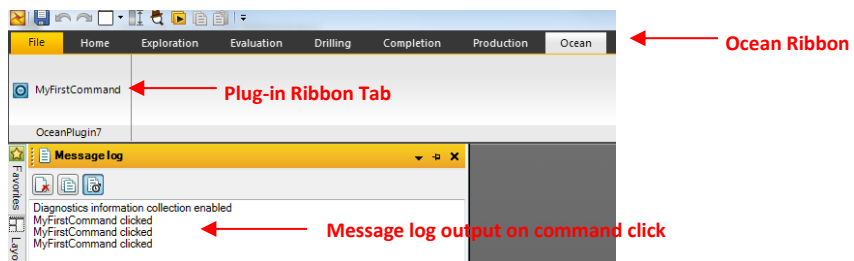 File Home Exploration Evaluation Drilling Completion Production Ocean
Ocean Ribbon
MyFirstCommand
Plug-in Ribbon Tab
OceanPlugin7
Message log
Favorites
Diagnostics information collection enabled
MyFirstCommand clicked
MyFirstCommand clicked
MyFirstCommand clicked
Message log output on command click
Layo